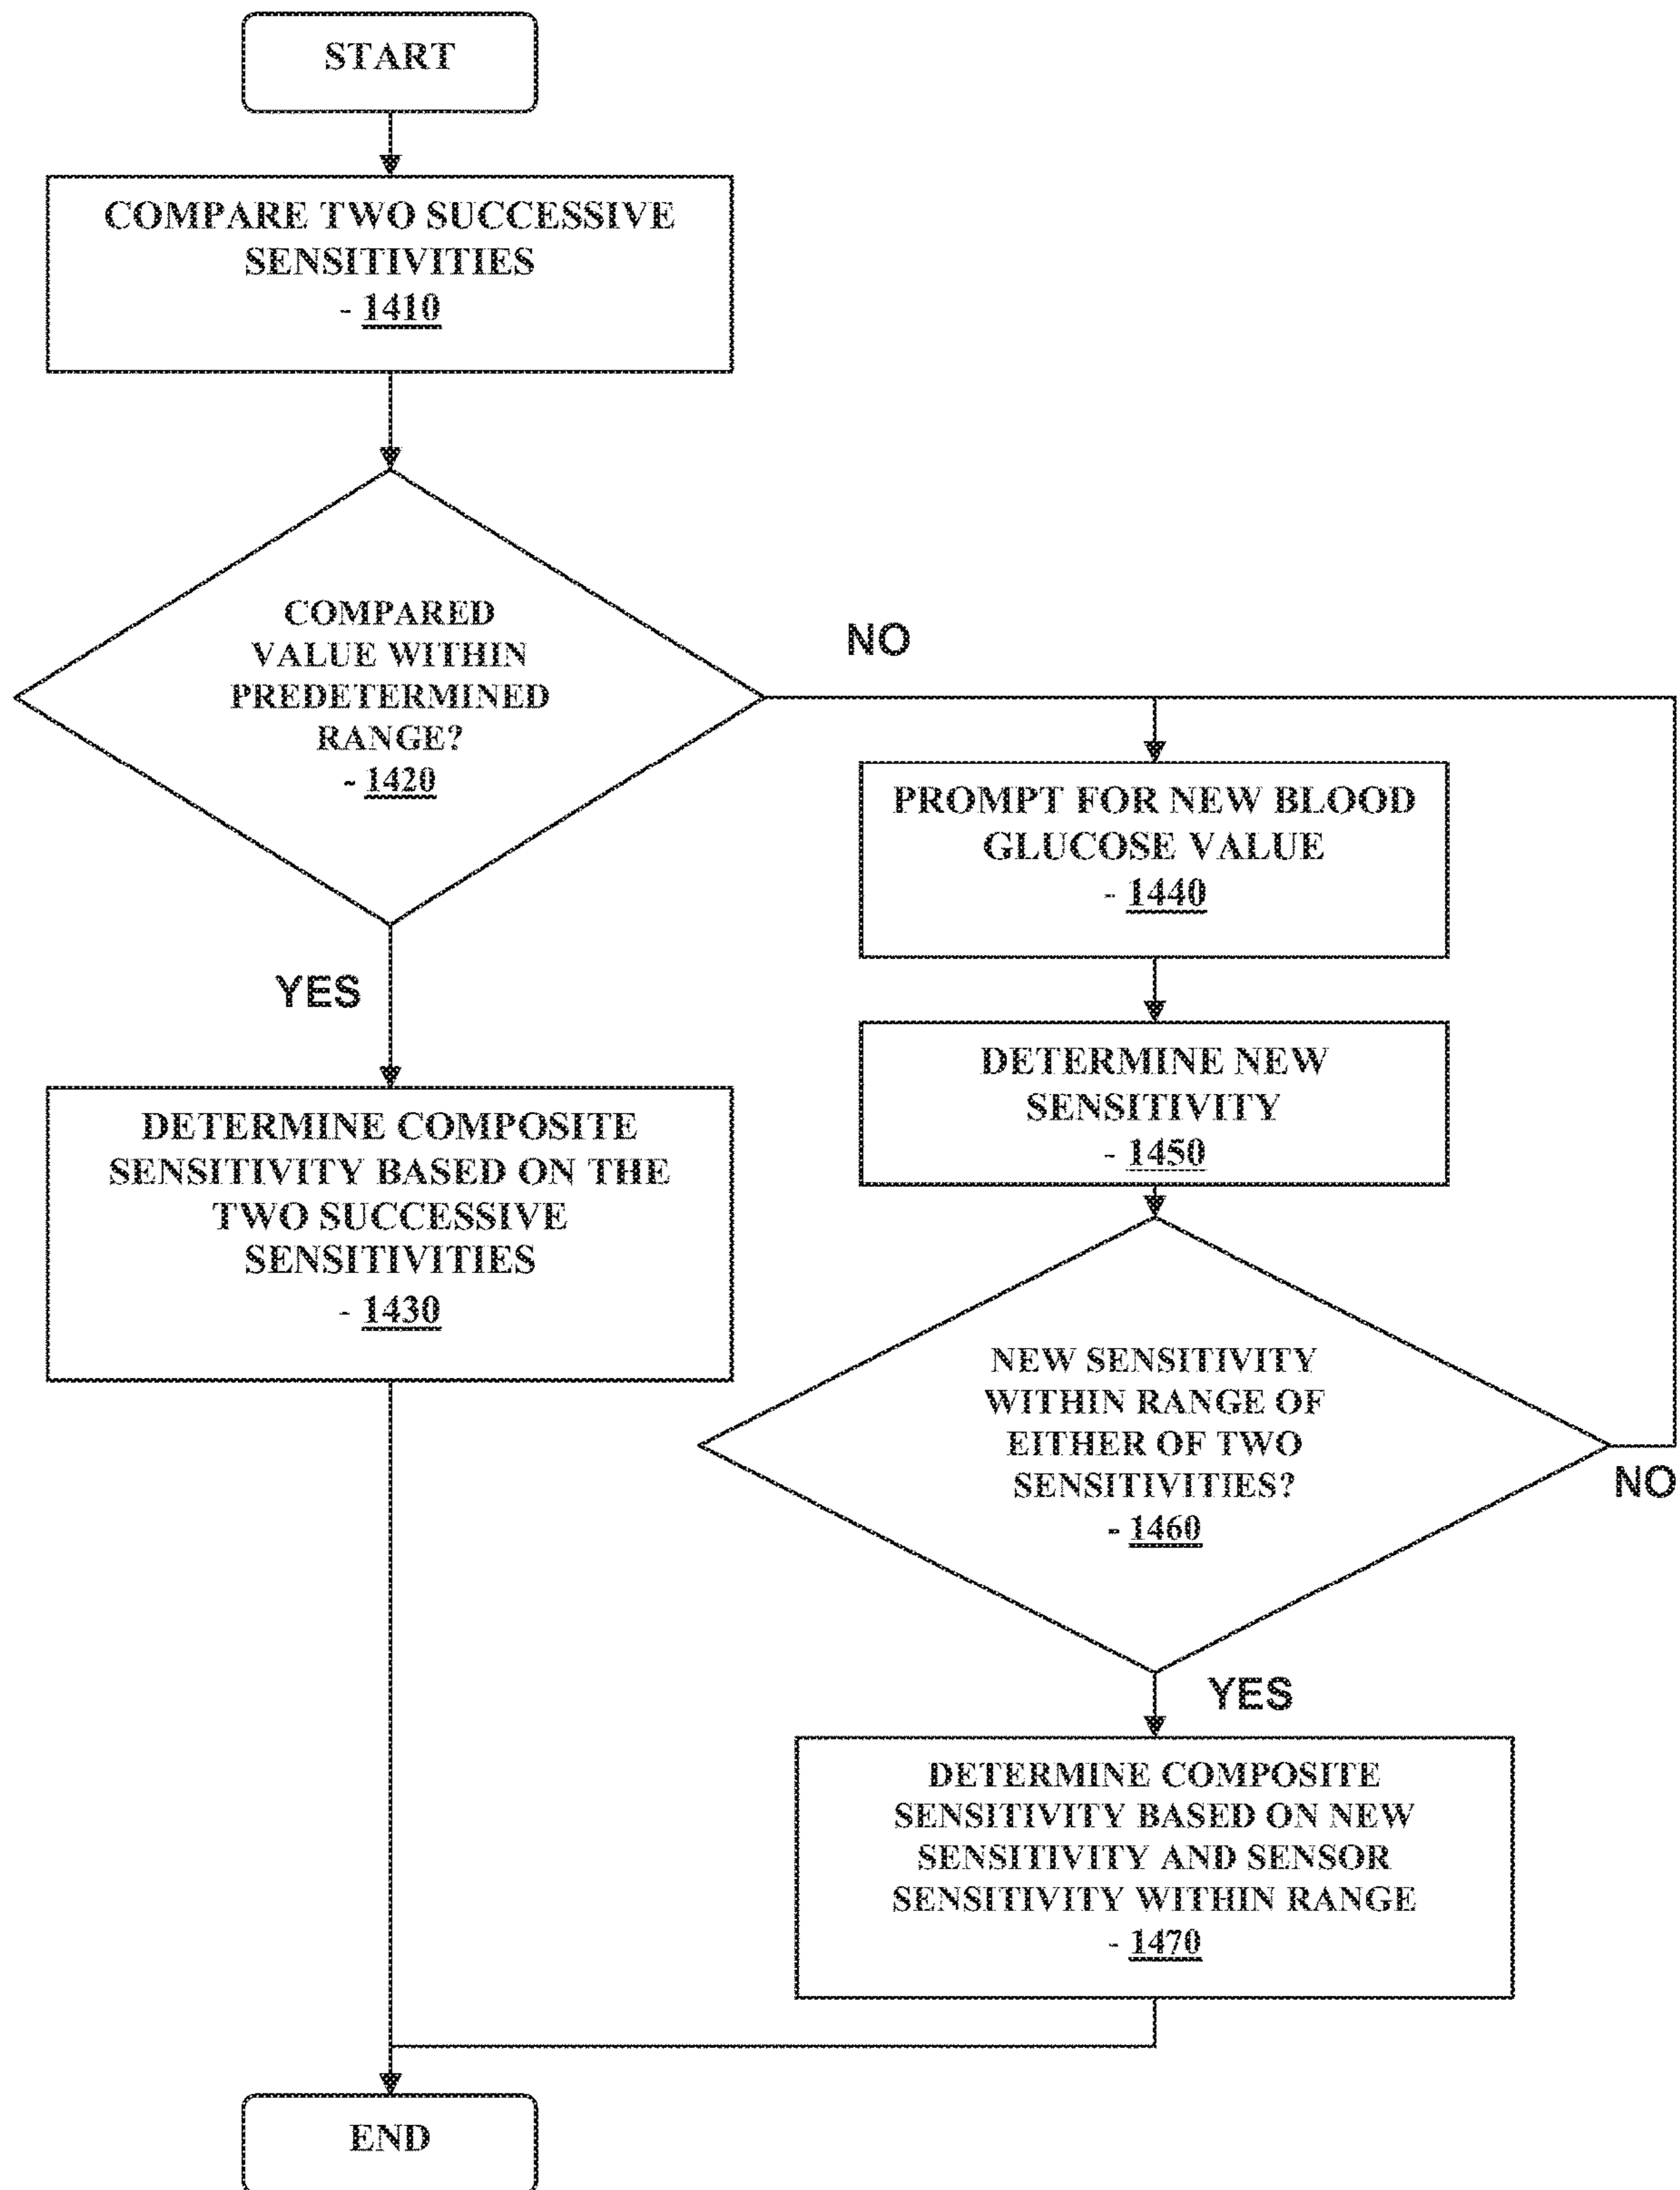 START
COMPARE TWO SUCCESSIVE
SENSITIVITIES
- 1410
COMPARED
VALUE WITHIN
PREDETERMINED
RANGE?
- 1420
NO
YES
DETERMINE COMPOSITE
SENSITIVITY BASED ON THE
TWO SUCCESSIVE
SENSITIVITIES
- 1430
PROMPT FOR NEW BLOOD
GLUCOSE VALUE
- 1440
DETERMINE NEW
SENSITIVITY
- 1450
NEW SENSITIVITY
WITHIN RANGE OF
EITHER OF TWO
SENSITIVITIES?
- 1460
NO
YES
DETERMINE COMPOSITE
SENSITIVITY BASED ON NEW
SENSITIVITY AND SENSOR
SENSITIVITY WITHIN RANGE
- 1470
END